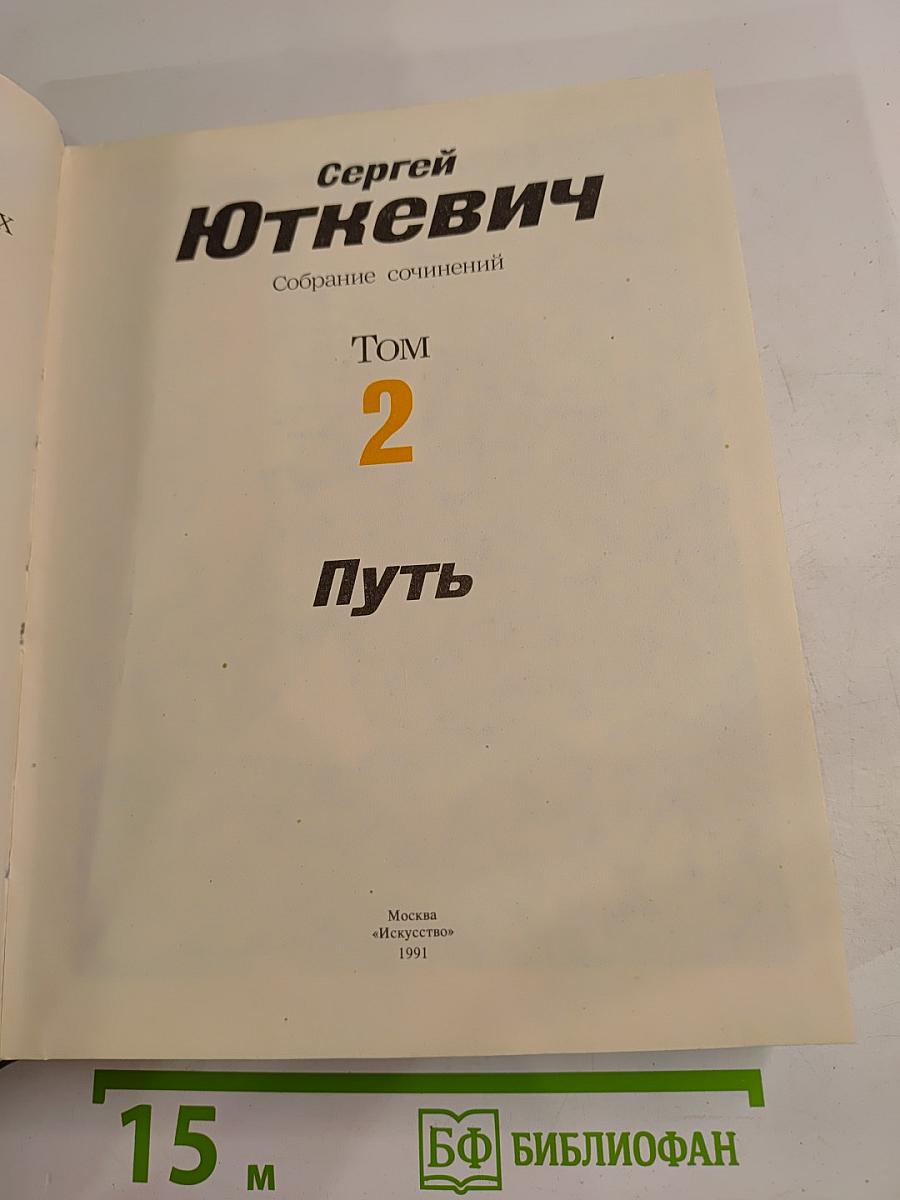 х
Сергей
Юткевич
Собрание сочинений
Том
2
Путь
Москва
«Искусство»
1991
15 м
БФ БИБЛИОФАН